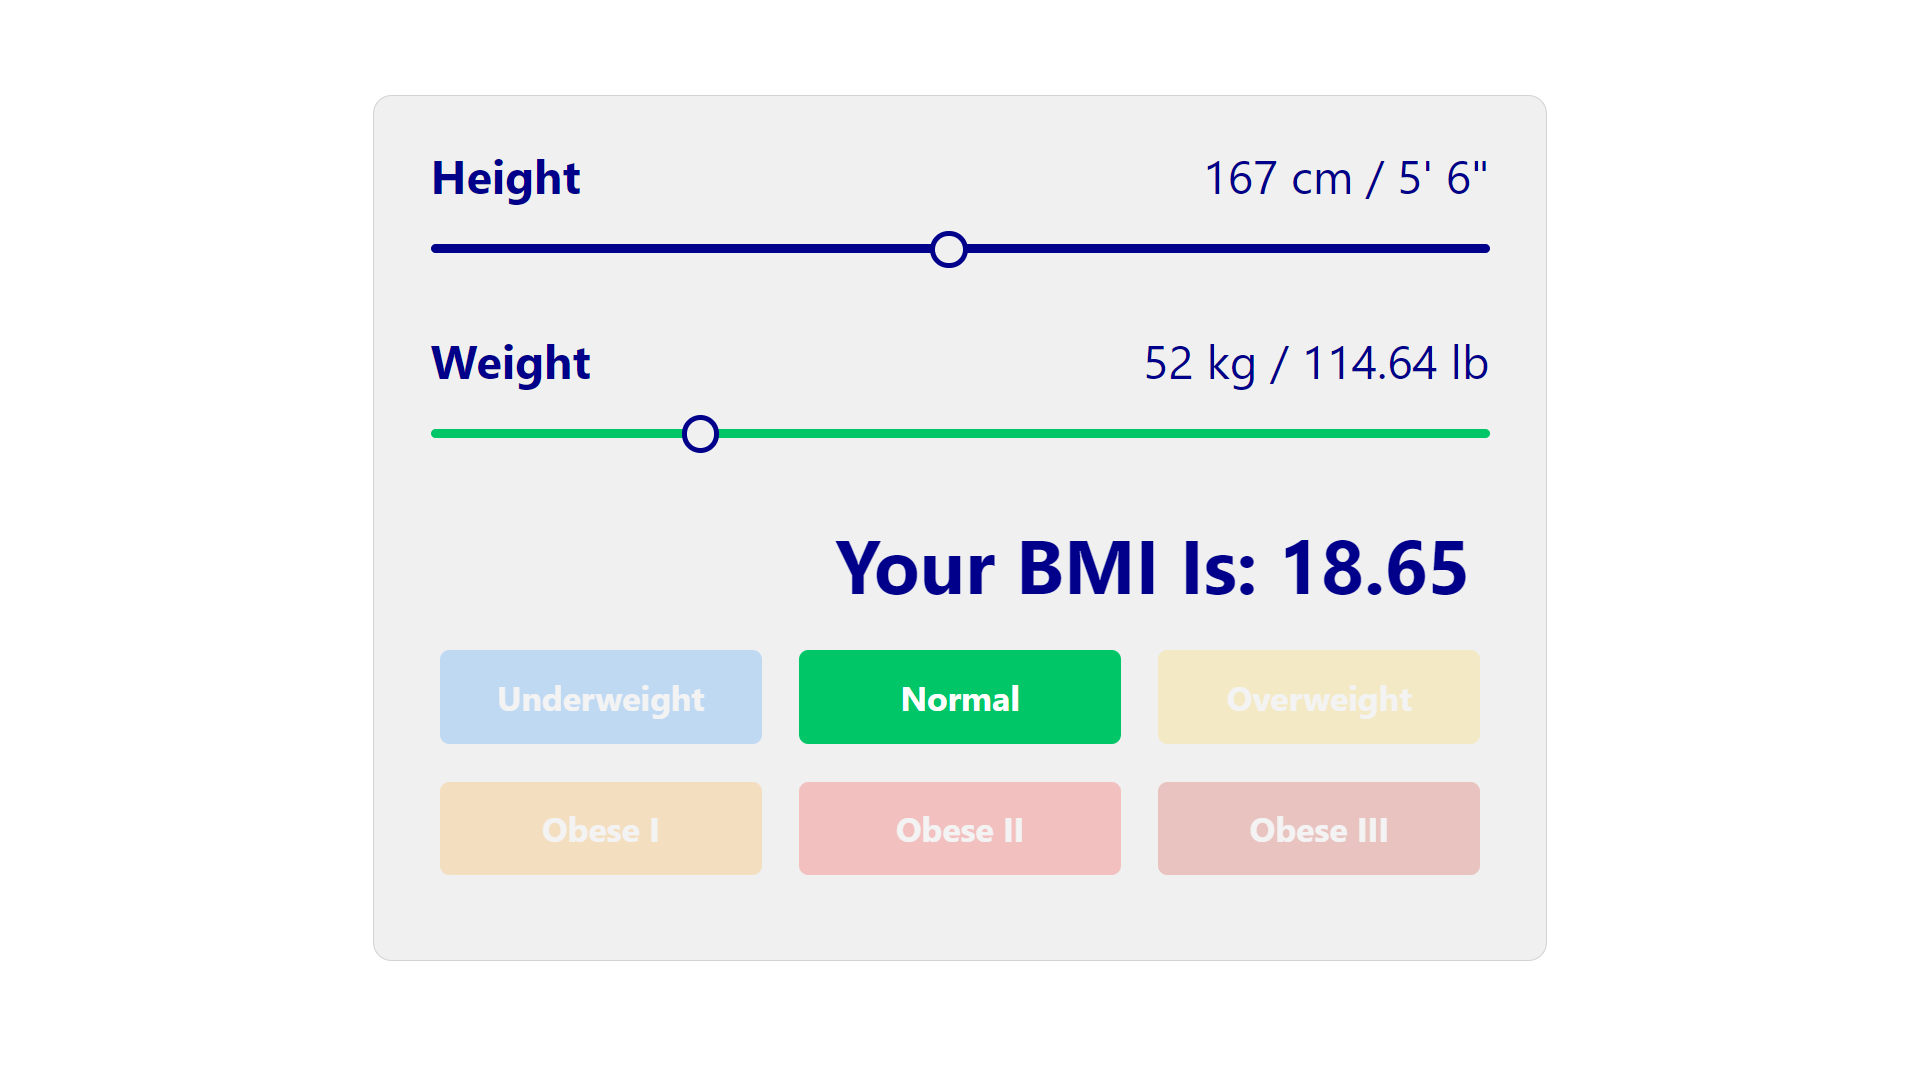 Height 167 cm / 5' 6"
Weight 52 kg / 114.64 lb
Your BMI Is: 18.65
Underweight Normal Overweight
Obese I Obese II Obese III